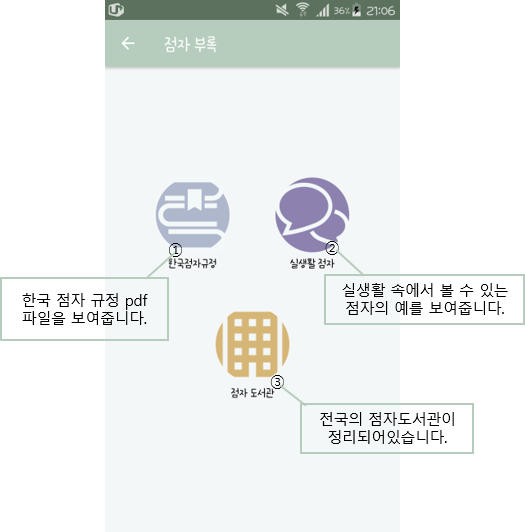 36% 21:06
점자 부록
①
한국점자규정
②
실생활 점자
한국 점자 규정 pdf
파일을 보여줍니다.
실생활 속에서 볼 수 있는
점자의 예를 보여줍니다.
③
점자 도서관
전국의 점자도서관이
정리되어있습니다.